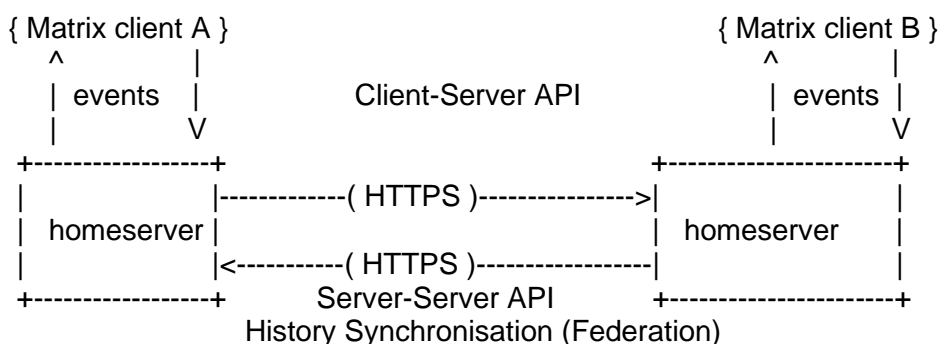 { Matrix client A }                                                             { Matrix client B }
    ^          |                                                                            ^          |
    |  events  |                  Client-Server API                          |  events  |
    |          V                                                                            |          V
+------------------+                                                  +----------------------+
|                  |-------------( HTTPS )---------------->|                      |
|   homeserver |                                                      |   homeserver      |
|                  |<-----------( HTTPS )------------------|                      |
+------------------+         Server-Server API          +---------------------+
                      History Synchronisation (Federation)